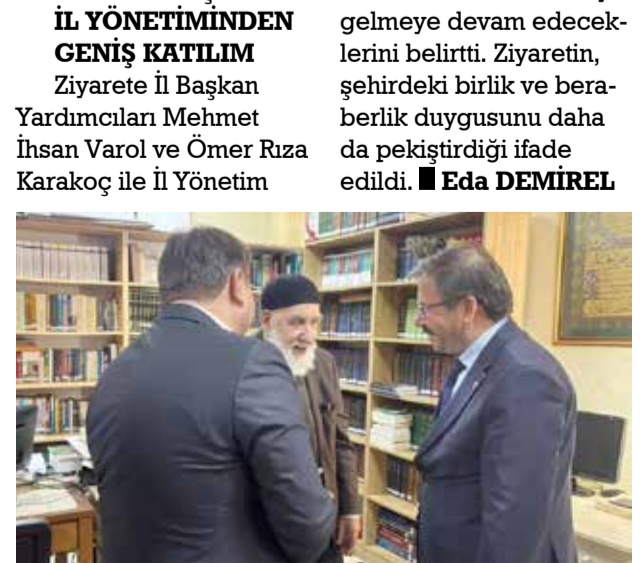 İL YÖNETİMİNDEN
GENİŞ KATILIM
Ziyarete İl Başkan
Yardımcıları Mehmet
İhsan Varol ve Ömer Rıza
Karakoç ile İl Yönetim
gelmeye devam edecek-
lerini belirtti. Ziyaretin,
şehirdeki birlik ve bera-
berlik duygusunu daha
da pekiştirdiği ifade
edildi. ■ Eda DEMİREL